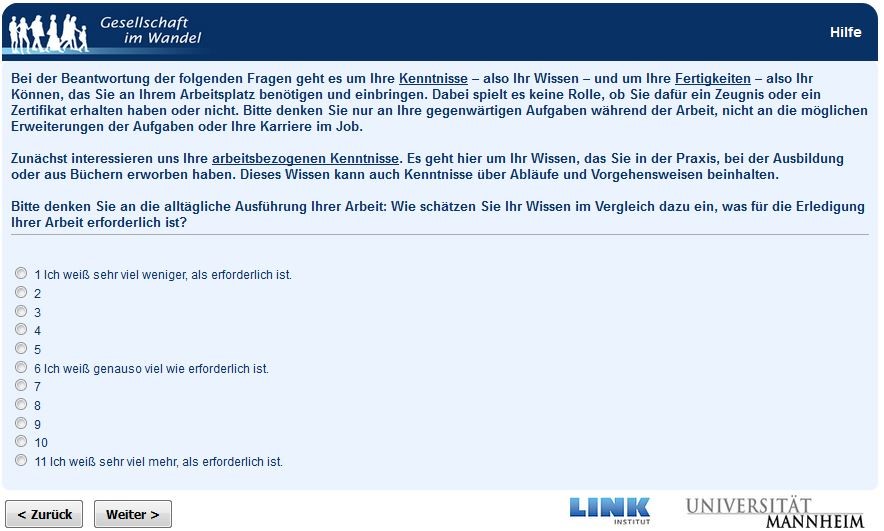 Gesellschaft
im Wandel
Hilfe
Bei der Beantwortung der folgenden Fragen geht es um Ihre Kenntnisse – also Ihr Wissen – und um Ihre Fertigkeiten – also Ihr
Können, das Sie an Ihrem Arbeitsplatz benötigen und einbringen. Dabei spielt es keine Rolle, ob Sie dafür ein Zeugnis oder ein
Zertifikat erhalten haben oder nicht. Bitte denken Sie nur an Ihre gegenwärtigen Aufgaben während der Arbeit, nicht an die möglichen
Erweiterungen der Aufgaben oder Ihre Karriere im Job.
Zunächst interessieren uns Ihre arbeitsbezogenen Kenntnisse. Es geht hier um Ihr Wissen, das Sie in der Praxis, bei der Ausbildung
oder aus Büchern erworben haben. Dieses Wissen kann auch Kenntnisse über Abläufe und Vorgehensweisen beinhalten.
Bitte denken Sie an die alltägliche Ausführung Ihrer Arbeit: Wie schätzen Sie Ihr Wissen im Vergleich dazu ein, was für die Erledigung
Ihrer Arbeit erforderlich ist?
1 Ich weiß sehr viel weniger, als erforderlich ist.
2
3
4
5
6 Ich weiß genauso viel wie erforderlich ist.
7
8
9
10
11 Ich weiß sehr viel mehr, als erforderlich ist.
< Zurück
Weiter >
LINK
INSTITUT
UNIVERSITÄT
MANNHEIM